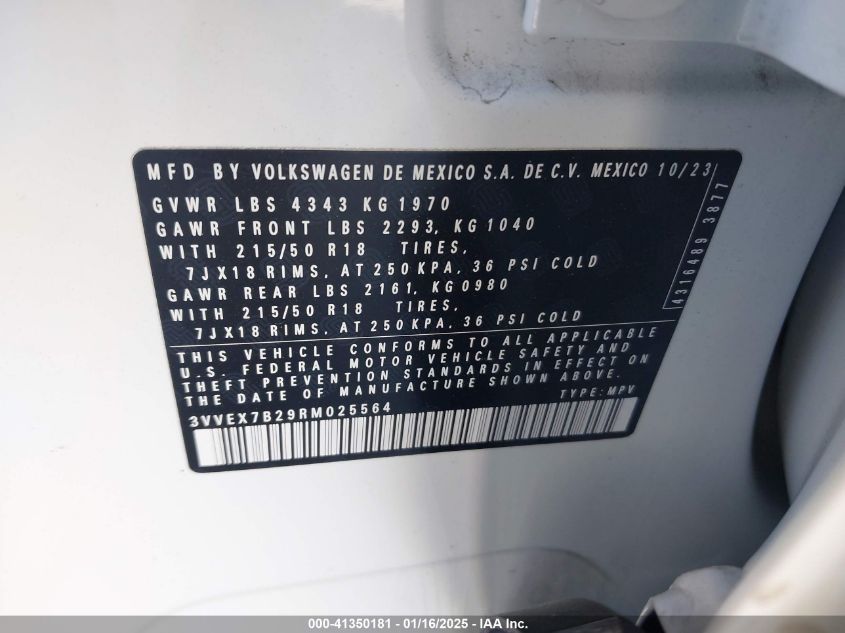 MFD BY VOLKSWAGEN DE MEXICO S.A. DE C.V. MEXICO 10/23
GVWR LBS 4343 KG 1970
GAWR FRONT LBS 2293, KG 1040
WITH 215/50 R18 TIRES,
7JX18 RIMS, AT 250 KPA, 36 PSI COLD
GAWR REAR LBS 2161, KG0980
WITH 215/50 R18 TIRES,
7JX18 RIMS, AT 250 KPA, 36 PSI COLD
THIS VEHICLE CONFORMS TO ALL APPLICABLE
U.S. FEDERAL MOTOR VEHICLE SAFETY AND
THEFT PREVENTION STANDARDS IN EFFECT ON
THE DATE OF MANUFACTURE SHOWN ABOVE.
TYPE: MPV
3VVEX7B29RM025564
4316489 3877
000-41350181 - 01/16/2025 - IAA Inc.